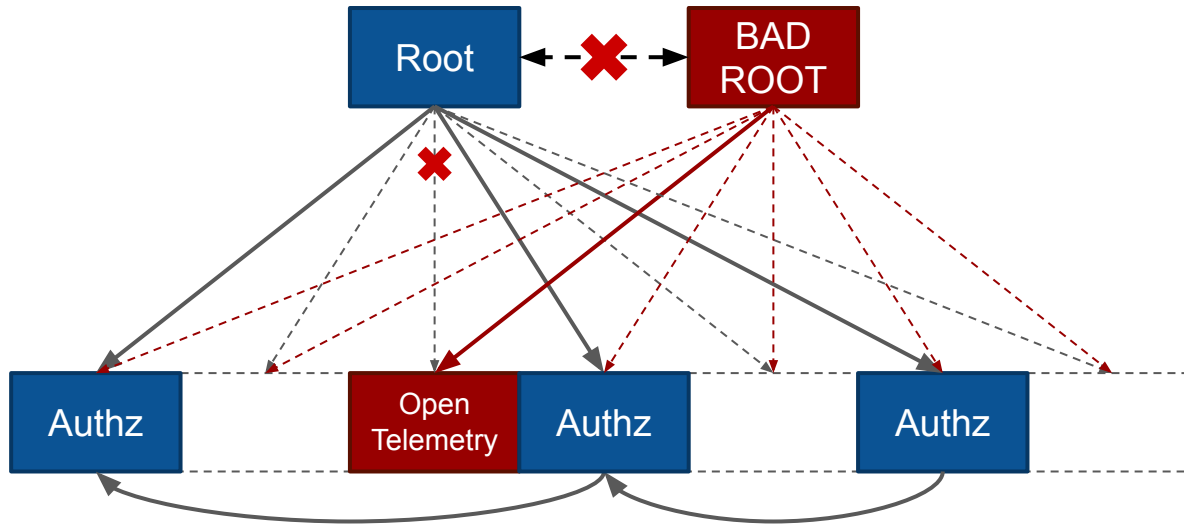 Root
BAD
ROOT
Authz
Open
Telemetry
Authz
Authz